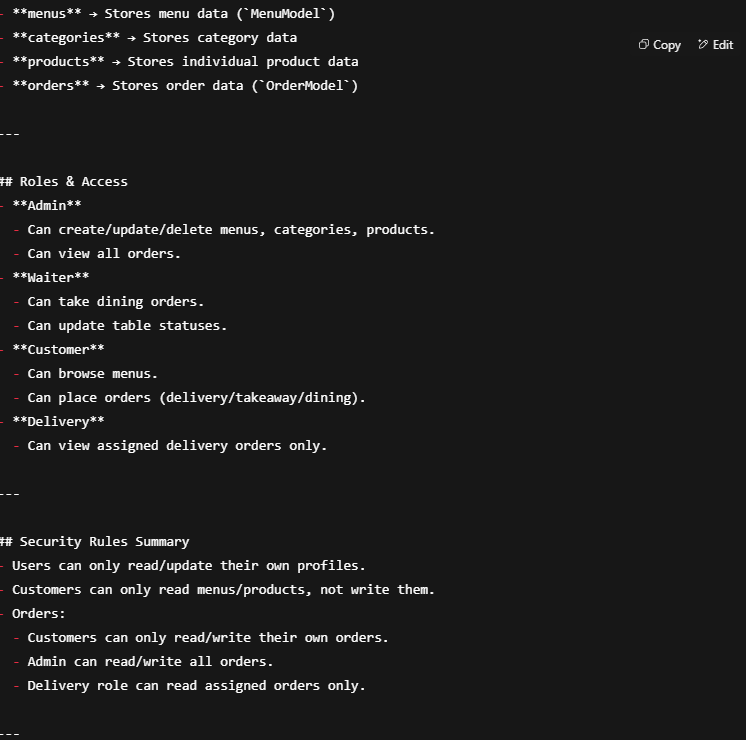 - **menus** → Stores menu data (`MenuModel`)
- **categories** → Stores category data
Copy Edit
- **products** → Stores individual product data
- **orders** → Stores order data (`OrderModel`)
---
## Roles & Access
- **Admin**
  - Can create/update/delete menus, categories, products.
  - Can view all orders.
- **Waiter**
  - Can take dining orders.
  - Can update table statuses.
- **Customer**
  - Can browse menus.
  - Can place orders (delivery/takeaway/dining).
- **Delivery**
  - Can view assigned delivery orders only.
---
## Security Rules Summary
- Users can only read/update their own profiles.
- Customers can only read menus/products, not write them.
- Orders:
  - Customers can only read/write their own orders.
  - Admin can read/write all orders.
  - Delivery role can read assigned orders only.
---